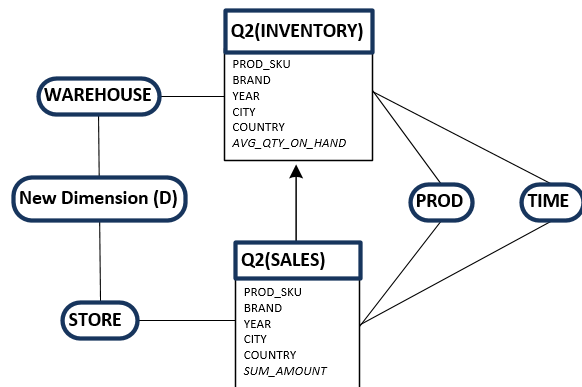 Q2(INVENTORY)
PROD_SKU
BRAND
YEAR
CITY
COUNTRY
AVG_QTY_ON_HAND
WAREHOUSE
New Dimension (D)
PROD
TIME
Q2(SALES)
PROD_SKU
BRAND
YEAR
CITY
COUNTRY
SUM_AMOUNT
STORE